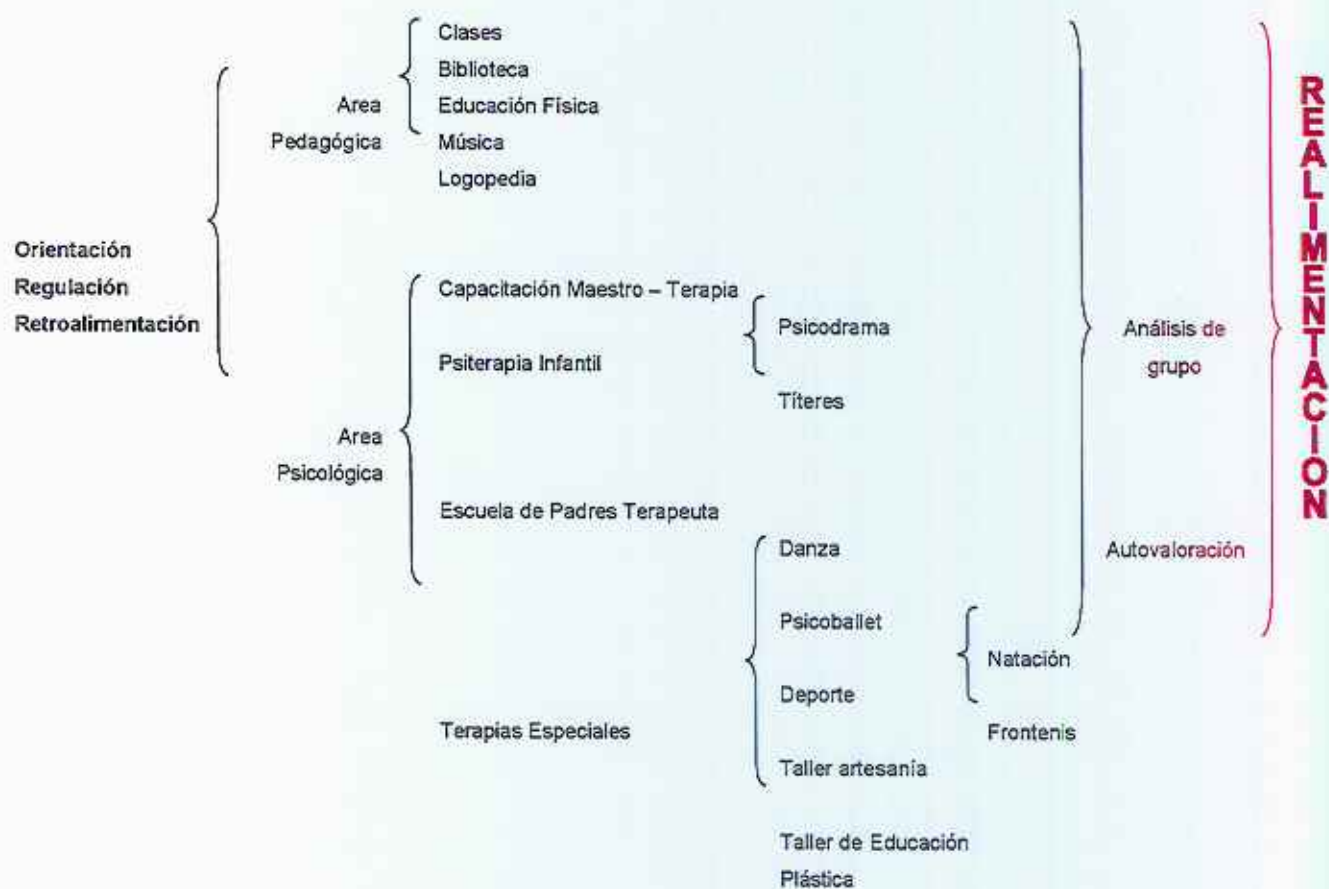 Orientación
Regulación
Retroalimentación
Area
Pedagógica
Clases
Biblioteca
Educación Física
Música
Logopedia
Area
Psicológica
Capacitación Maestro – Terapia
Psiterapia Infantil
Psicodrama
Títeres
Escuela de Padres Terapeuta
Terapias Especiales
Danza
Psicoballet
Deporte
Natación
Frontenis
Taller artesanía
Taller de Educación
Plástica
Análisis de
grupo
Autovaloración
REALIMENTACION